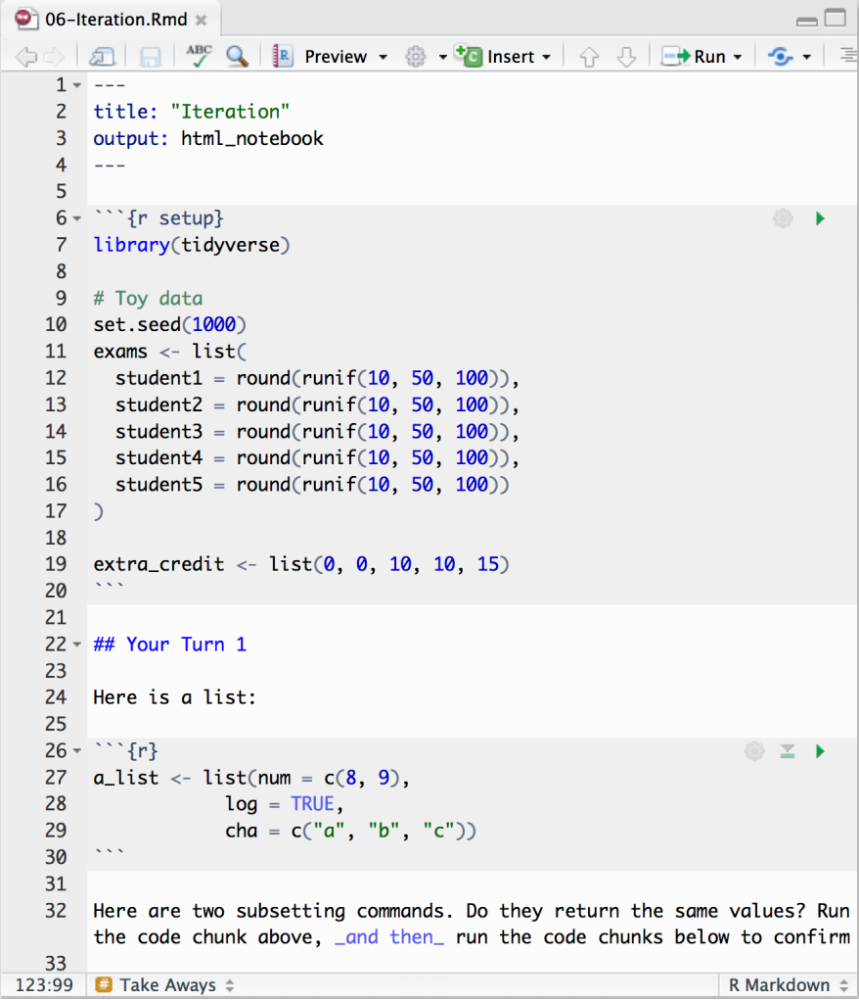 06-Iteration.Rmd
ABC Preview Insert Run
1 ---
2 title: "Iteration"
3 output: html_notebook
4 ---
5
6 ```{r setup}
7 library(tidyverse)
8
9 # Toy data
10 set.seed(1000)
11 exams <- list(
12   student1 = round(runif(10, 50, 100)),
13   student2 = round(runif(10, 50, 100)),
14   student3 = round(runif(10, 50, 100)),
15   student4 = round(runif(10, 50, 100)),
16   student5 = round(runif(10, 50, 100))
17 )
18
19 extra_credit <- list(0, 0, 10, 10, 15)
20 ```
21
22 ## Your Turn 1
23
24 Here is a list:
25
26 ```{r}
27 a_list <- list(num = c(8, 9),
28             log = TRUE,
29             cha = c("a", "b", "c"))
30 ```
31
32 Here are two subsetting commands. Do they return the same values? Run
the code chunk above, _and then_ run the code chunks below to confirm
33
123:99 # Take Aways R Markdown